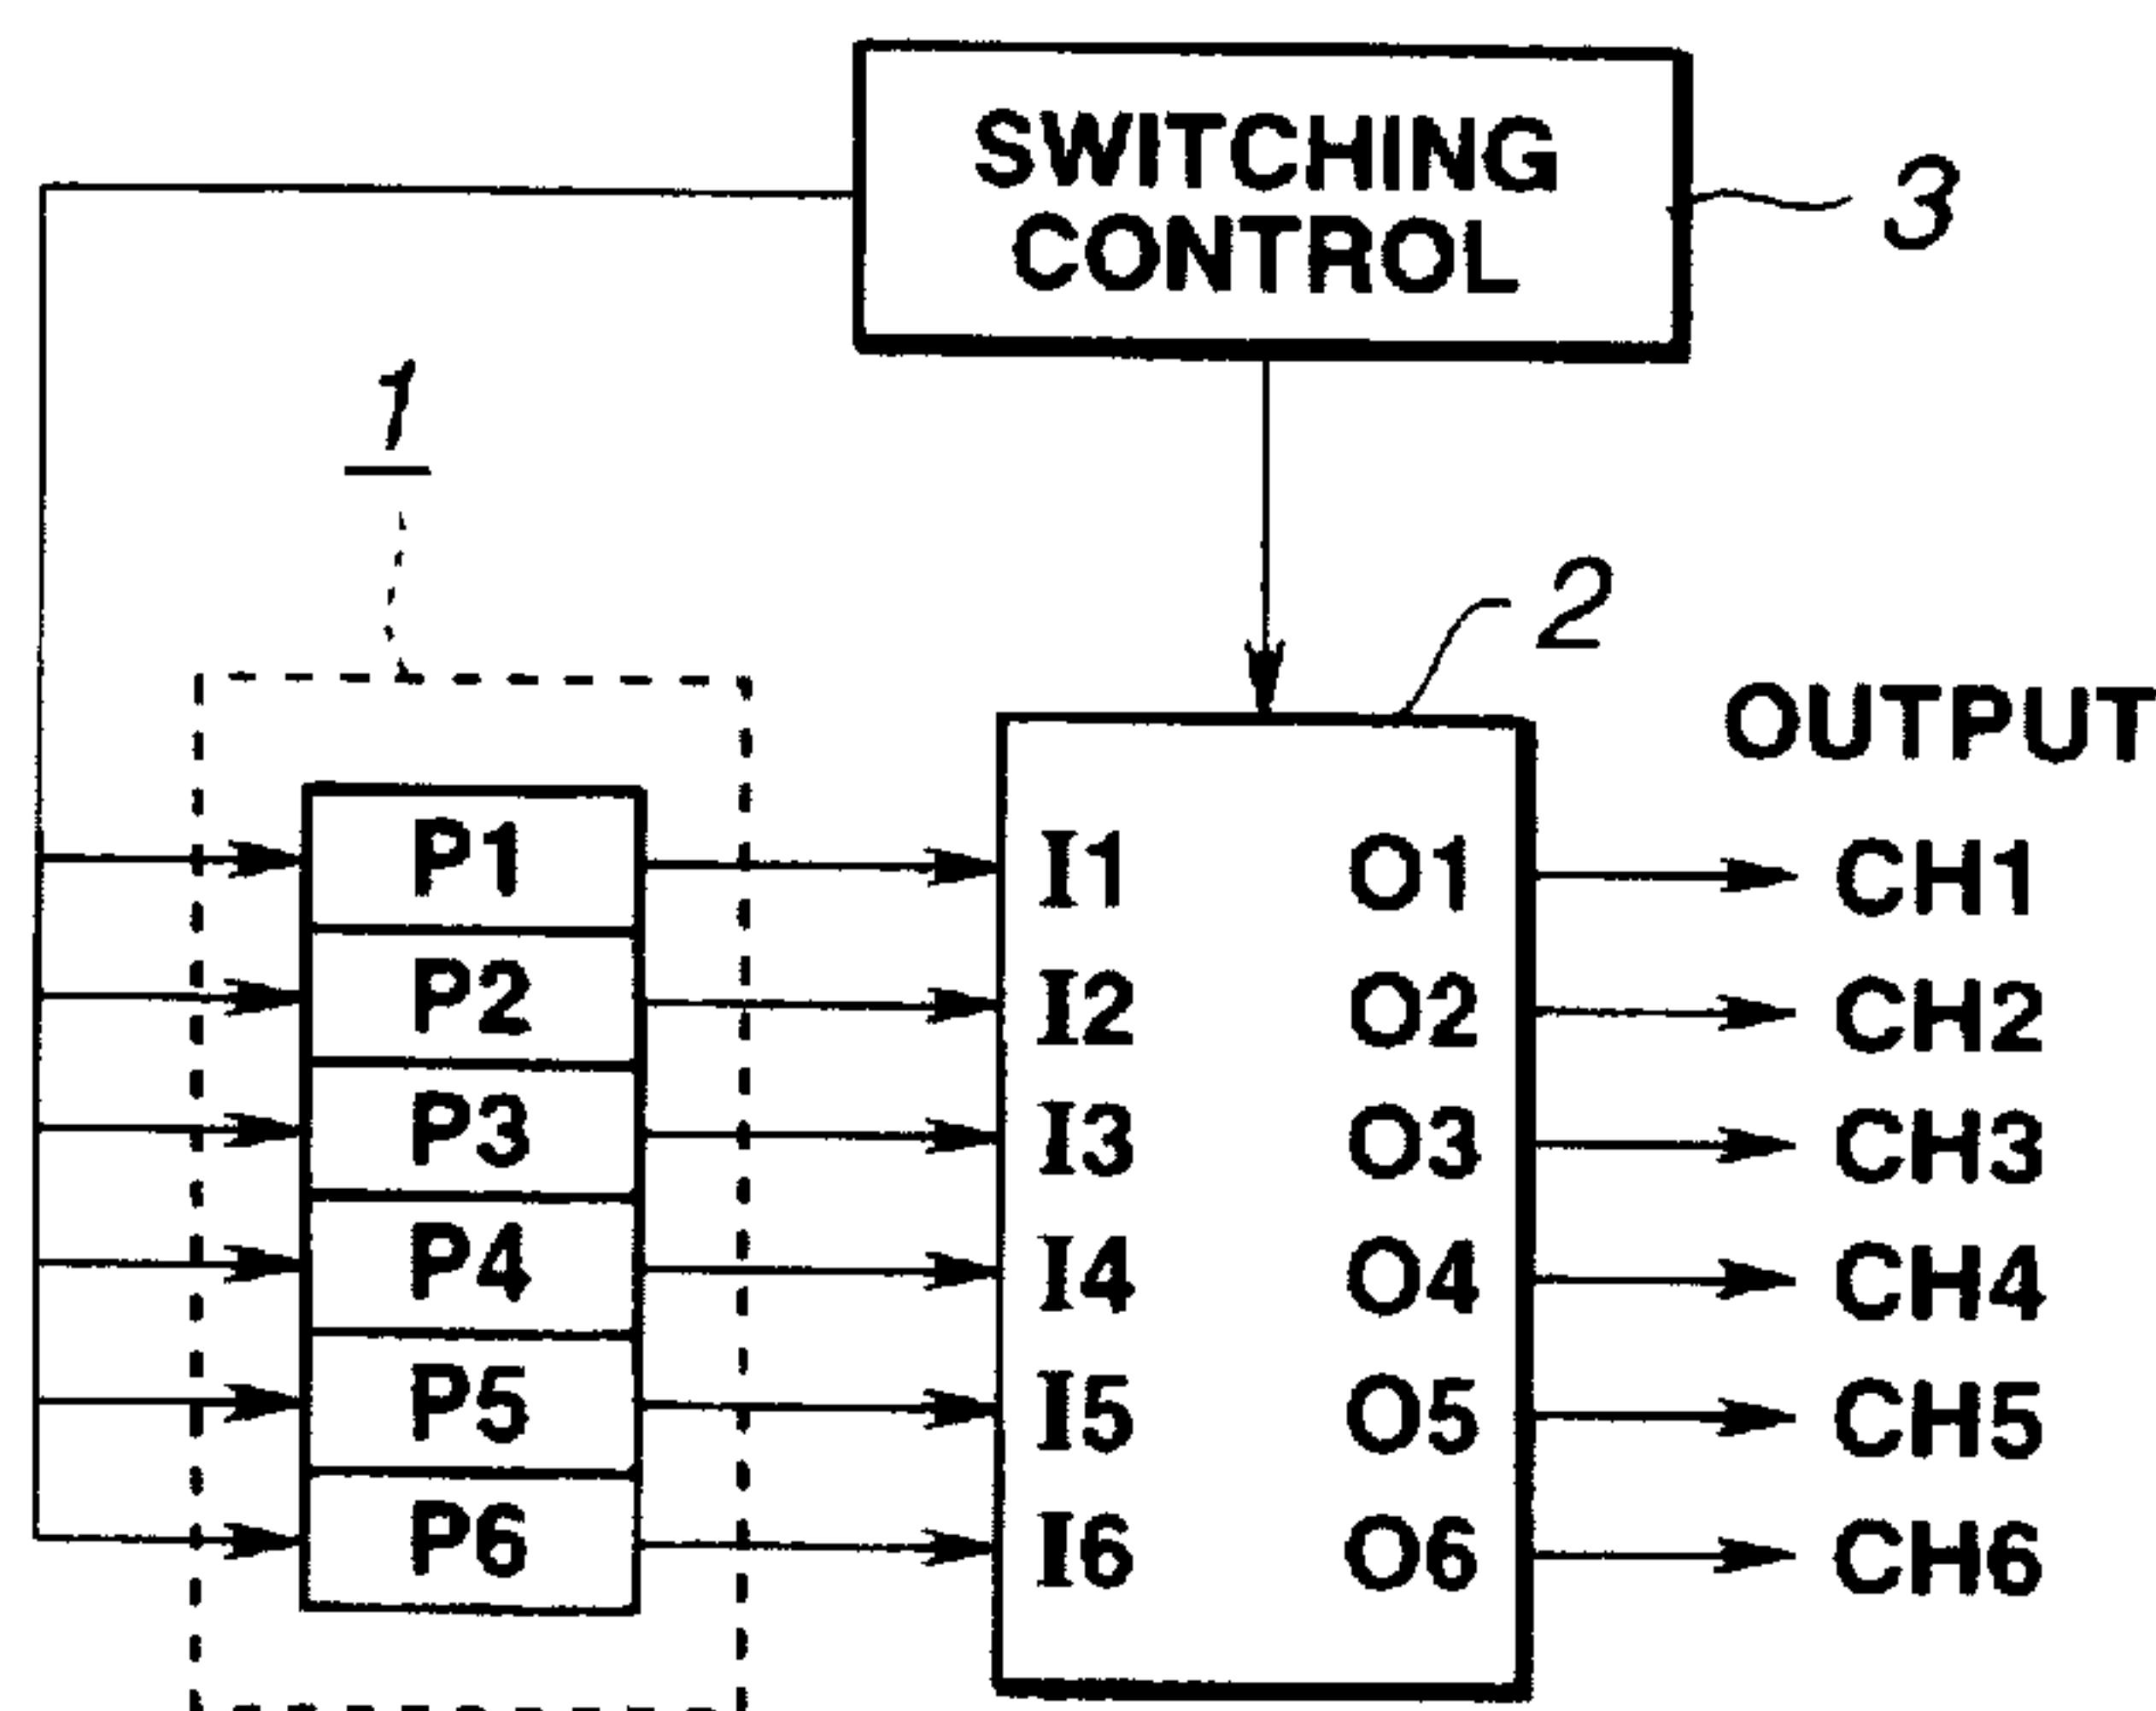 SWITCHING
CONTROL
3
1
2
OUTPUT
P1 I1 O1 CH1
P2 I2 O2 CH2
P3 I3 O3 CH3
P4 I4 O4 CH4
P5 I5 O5 CH5
P6 I6 O6 CH6